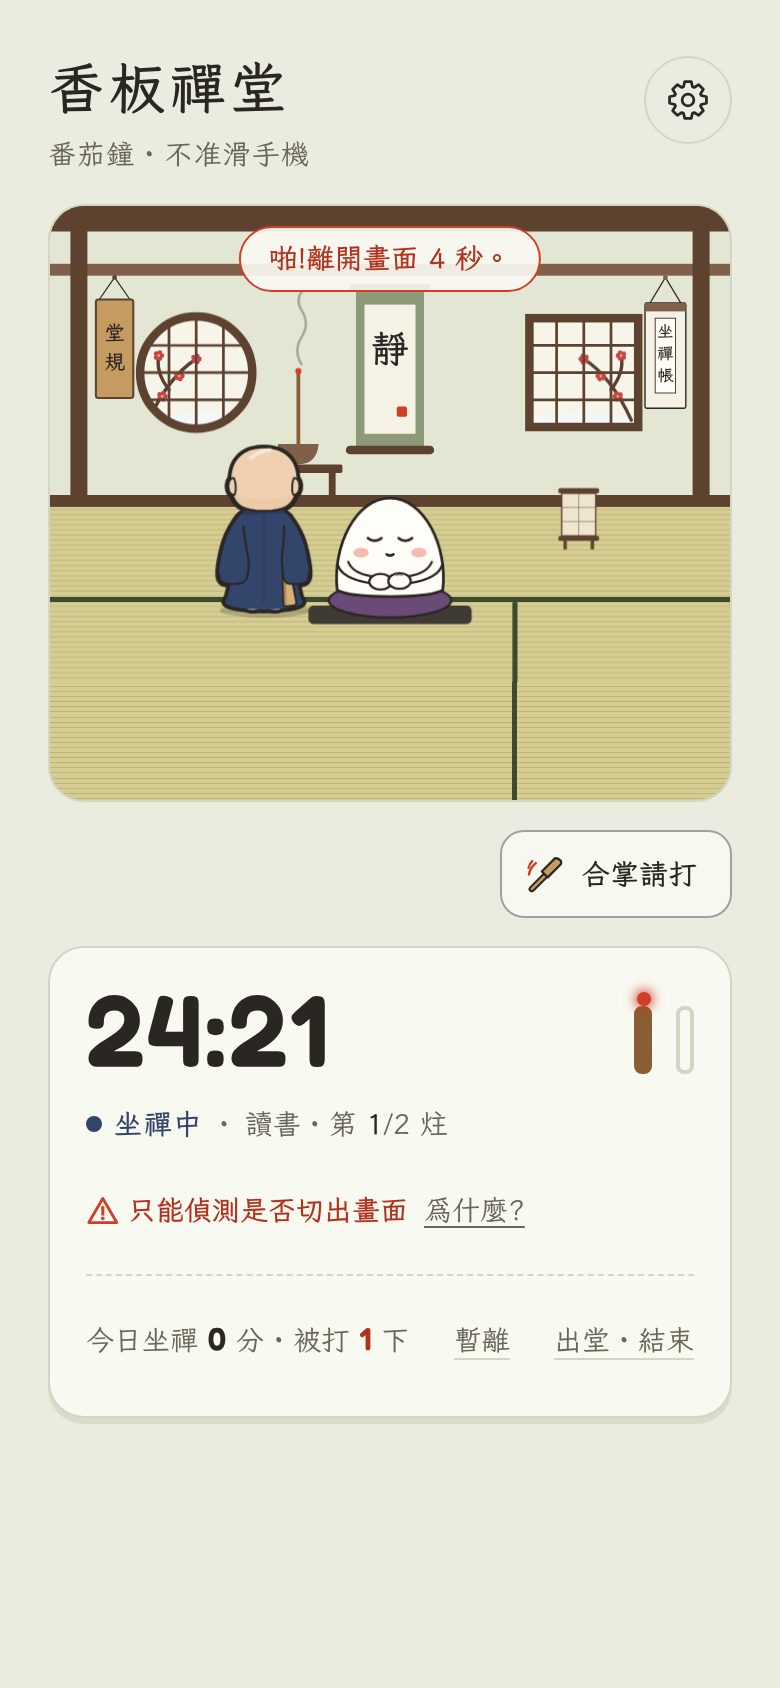 香板禪堂
番茄鐘・不准滑手機
啪!離開畫面 4 秒。
堂規
靜
坐禪帳
合掌請打
24:21
坐禪中 · 讀書・第 1/2 炷
只能偵測是否切出畫面 為什麼?
今日坐禪 0 分・被打 1 下 暫離 出堂・結束